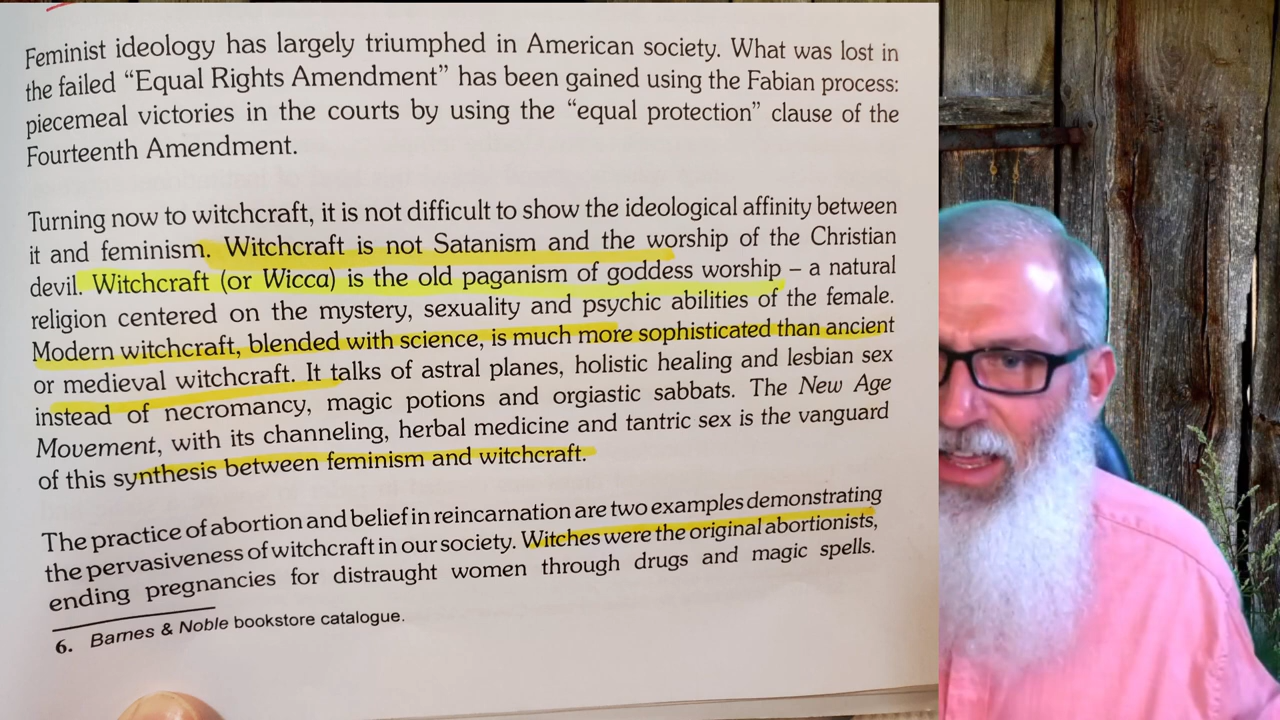 Feminist ideology has largely triumphed in American society. What was lost in
the failed “Equal Rights Amendment” has been gained using the Fabian process:
piecemeal victories in the courts by using the “equal protection” clause of the
Fourteenth Amendment.
Turning now to witchcraft, it is not difficult to show the ideological affinity between
it and feminism. Witchcraft is not Satanism and the worship of the Christian
devil. Witchcraft (or Wicca) is the old paganism of goddess worship – a natural
religion centered on the mystery, sexuality and psychic abilities of the female.
Modern witchcraft, blended with science, is much more sophisticated than ancient
or medieval witchcraft. It talks of astral planes, holistic healing and lesbian sex
instead of necromancy, magic potions and orgiastic sabbats. The New Age
Movement, with its channeling, herbal medicine and tantric sex is the vanguard
of this synthesis between feminism and witchcraft.
The practice of abortion and belief in reincarnation are two examples demonstrating
the pervasiveness of witchcraft in our society. Witches were the original abortionists,
ending pregnancies for distraught women through drugs and magic spells.
6. Barnes & Noble bookstore catalogue.